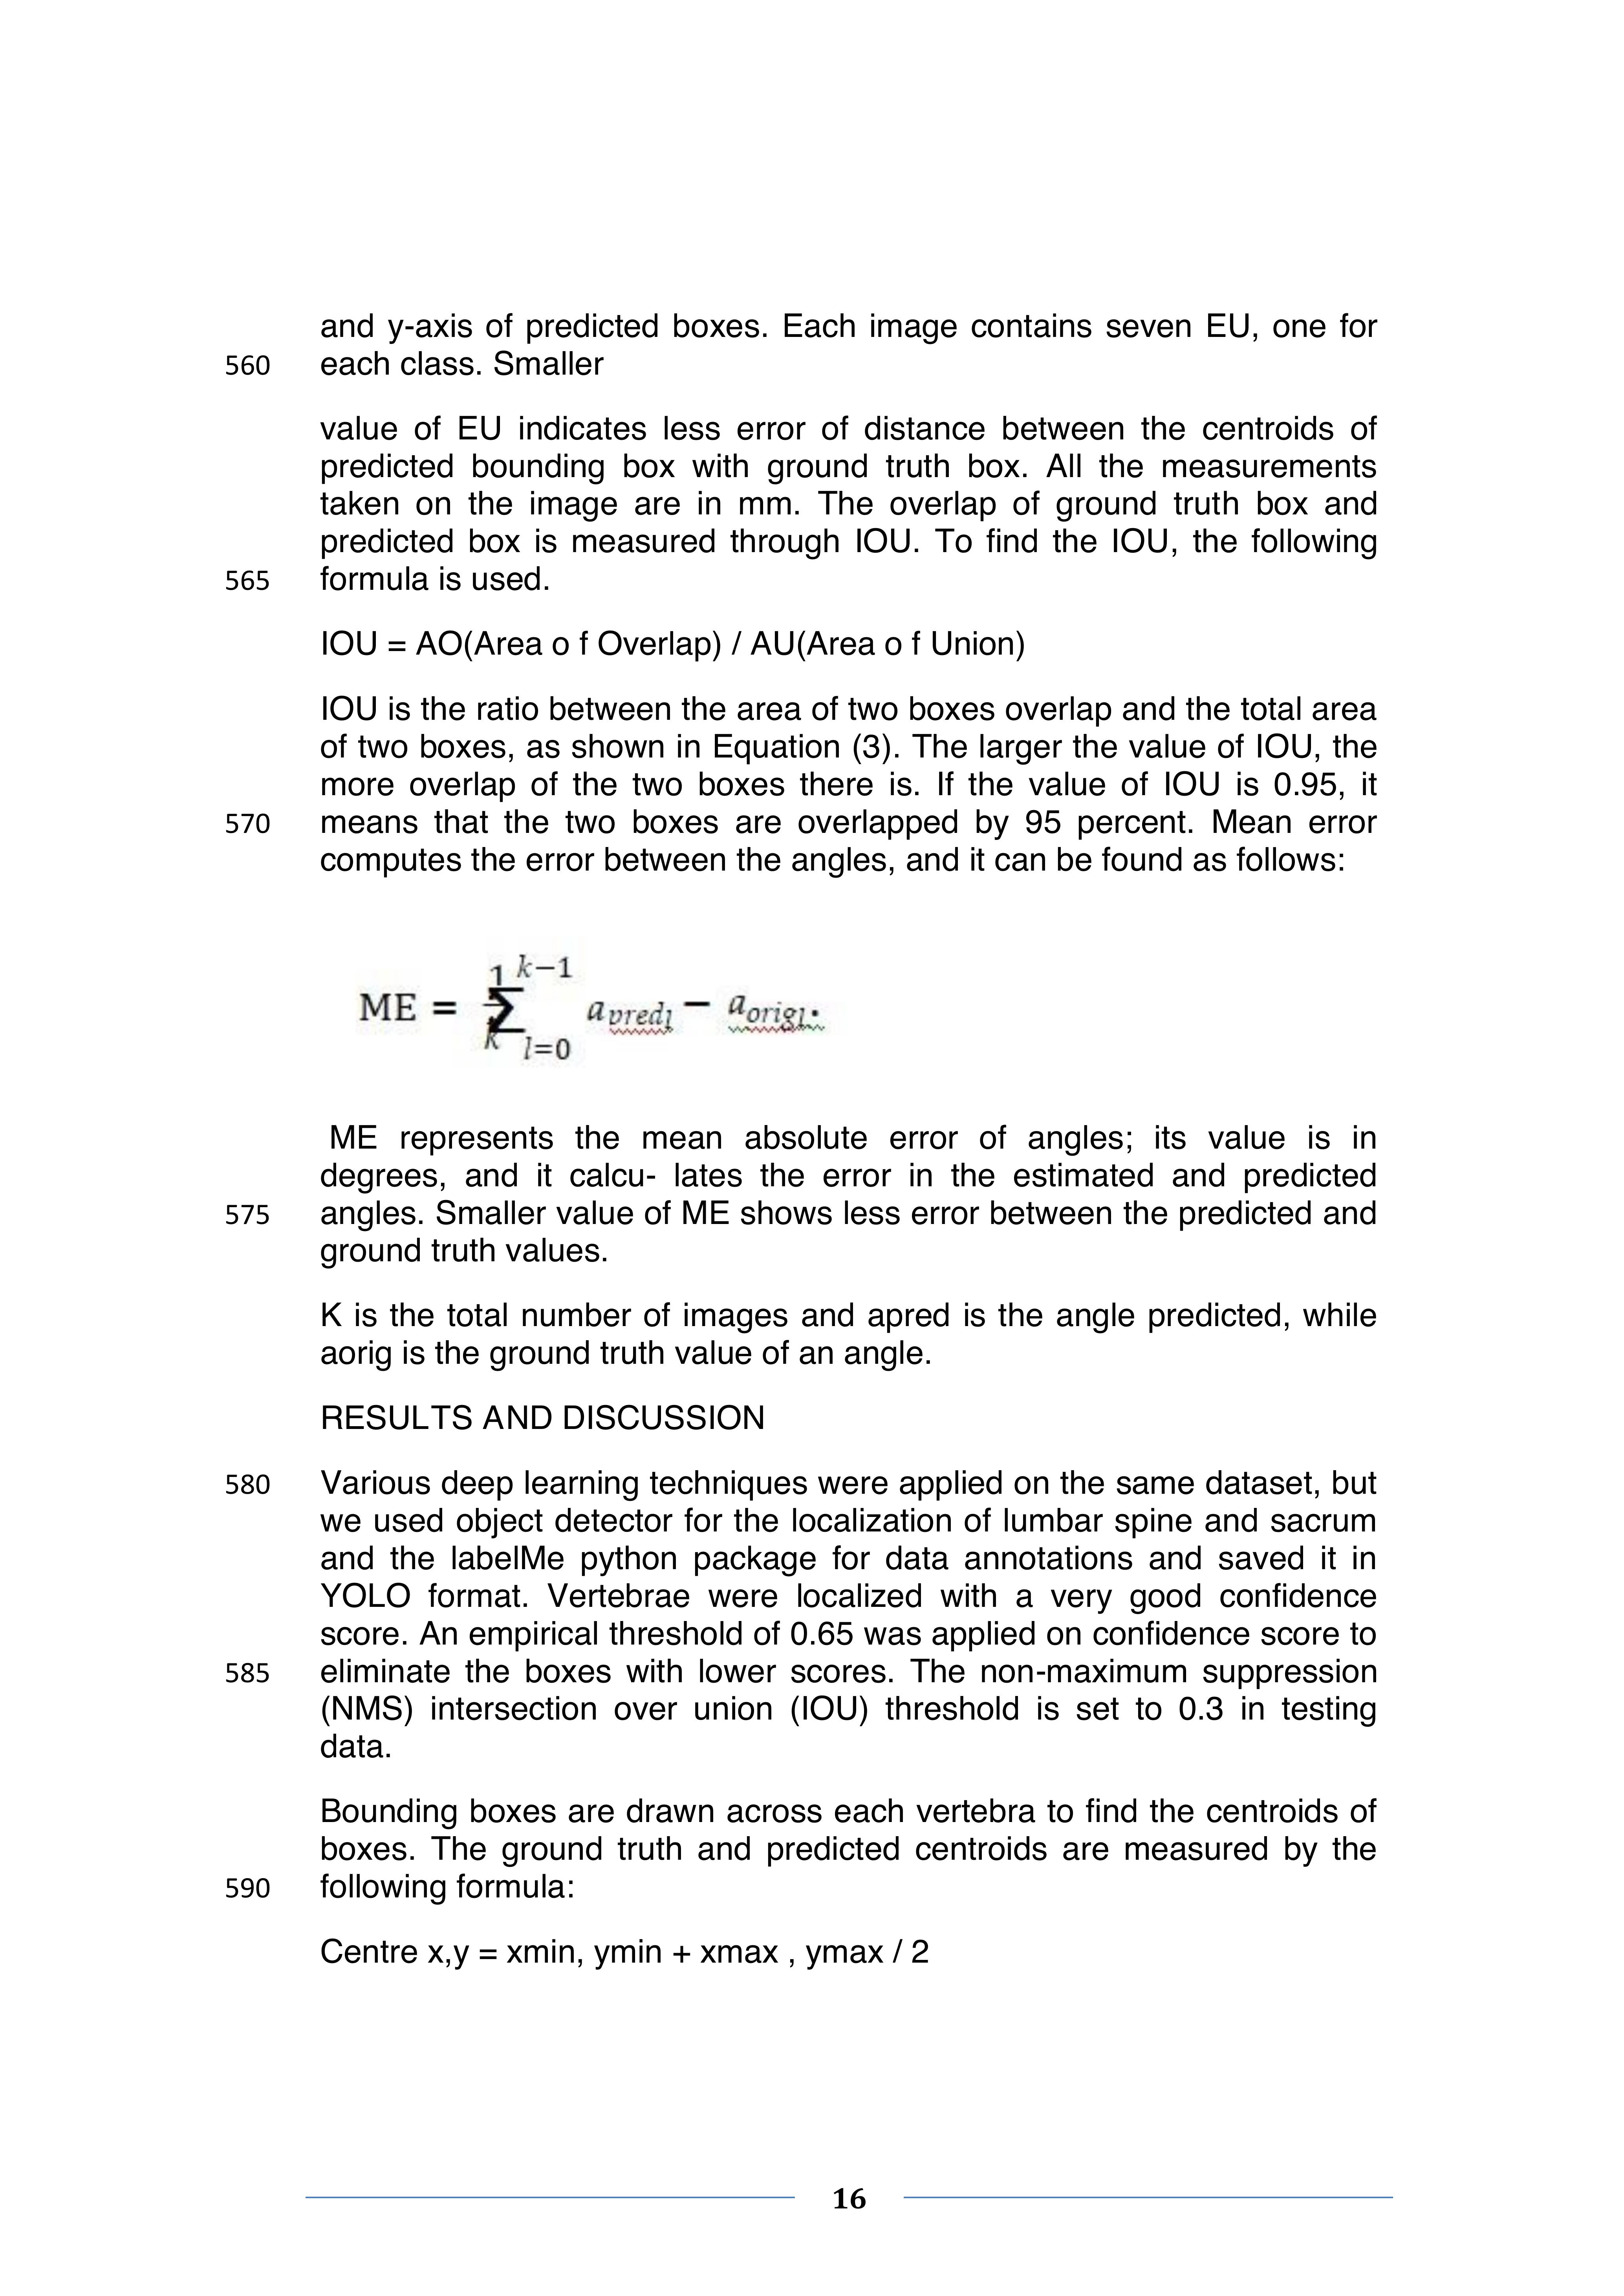 and y-axis of predicted boxes. Each image contains seven EU, one for
560 each class. Smaller
value of EU indicates less error of distance between the centroids of
predicted bounding box with ground truth box. All the measurements
taken on the image are in mm. The overlap of ground truth box and
predicted box is measured through IOU. To find the IOU, the following
565 formula is used.
IOU = AO(Area o f Overlap) / AU(Area o f Union)
IOU is the ratio between the area of two boxes overlap and the total area
of two boxes, as shown in Equation (3). The larger the value of IOU, the
more overlap of the two boxes there is. If the value of IOU is 0.95, it
570 means that the two boxes are overlapped by 95 percent. Mean error
computes the error between the angles, and it can be found as follows:
ME = 1/K ∑ k−1 l=0 apredl − aorigl.
ME represents the mean absolute error of angles; its value is in
degrees, and it calcu- lates the error in the estimated and predicted
575 angles. Smaller value of ME shows less error between the predicted and
ground truth values.
K is the total number of images and apred is the angle predicted, while
aorig is the ground truth value of an angle.
RESULTS AND DISCUSSION
580 Various deep learning techniques were applied on the same dataset, but
we used object detector for the localization of lumbar spine and sacrum
and the labelMe python package for data annotations and saved it in
YOLO format. Vertebrae were localized with a very good confidence
score. An empirical threshold of 0.65 was applied on confidence score to
585 eliminate the boxes with lower scores. The non-maximum suppression
(NMS) intersection over union (IOU) threshold is set to 0.3 in testing
data.
Bounding boxes are drawn across each vertebra to find the centroids of
boxes. The ground truth and predicted centroids are measured by the
590 following formula:
Centre x,y = xmin, ymin + xmax , ymax / 2
16